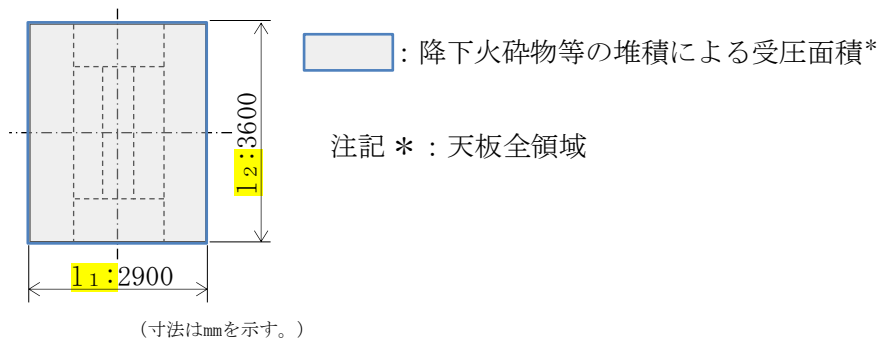 ：降下火砕物等の堆積による受圧面積*
l₂:3600
注記＊：天板全領域
l₁:2900
(寸法は㎜を示す。)